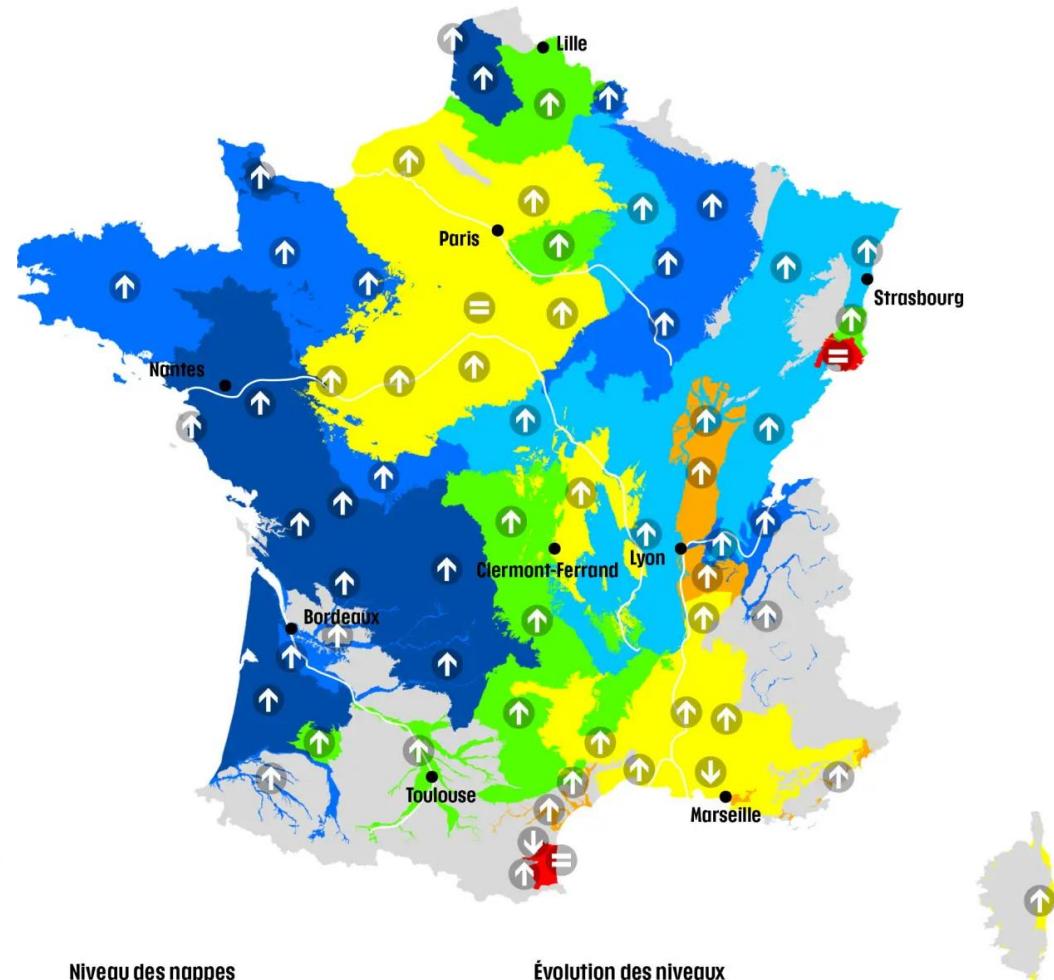 Lille
Paris
Strasbourg
Nantes
Lyon
Clermont-Ferrand
Bordeaux
Toulouse
Marseille
Niveau des nappes
Évolution des niveaux